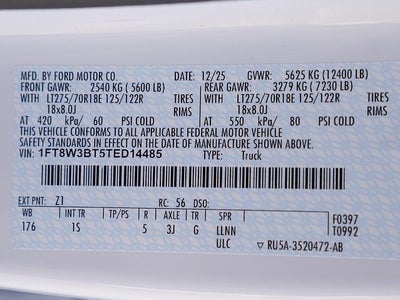 MFD. BY FORD MOTOR CO. 12/25 GVWR: 5625 KG (12400 LB)
FRONT GAWR: 2540 KG (5600 LB) REAR GAWR: 3279 KG (7230 LB)
WITH LT275/70R18E 125/122R TIRES WITH LT275/70R18E 125/122R TIRES
18x8.0J RIMS 18x8.0J RIMS
AT 420 kPa/ 60 PSI COLD AT 550 kPa/ 80 PSI COLD
THIS VEHICLE CONFORMS TO ALL APPLICABLE FEDERAL MOTOR VEHICLE
SAFETY STANDARDS IN EFFECT ON THE DATE OF MANUFACTURE SHOWN ABOVE.
VIN: 1FT8W3BT5TED14485 TYPE: Truck
EXT PNT: Z1 RC: 56 DSO:
WB INT TR TP/PS R AXLE TR SPR F0397
176 1S 5 3J G LLNN T0992
ULC RU5A-3520472-AB